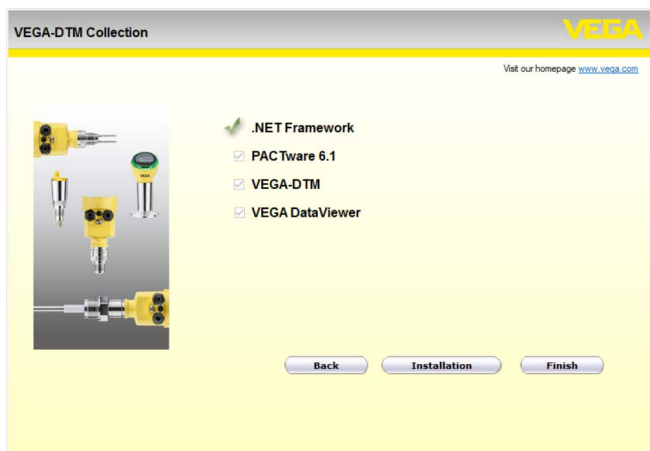 VEGA-DTM Collection
VEGA
Visit our homepage www.vega.com
.NET Framework
PACTware 6.1
VEGA-DTM
VEGA DataViewer
Back
Installation
Finish